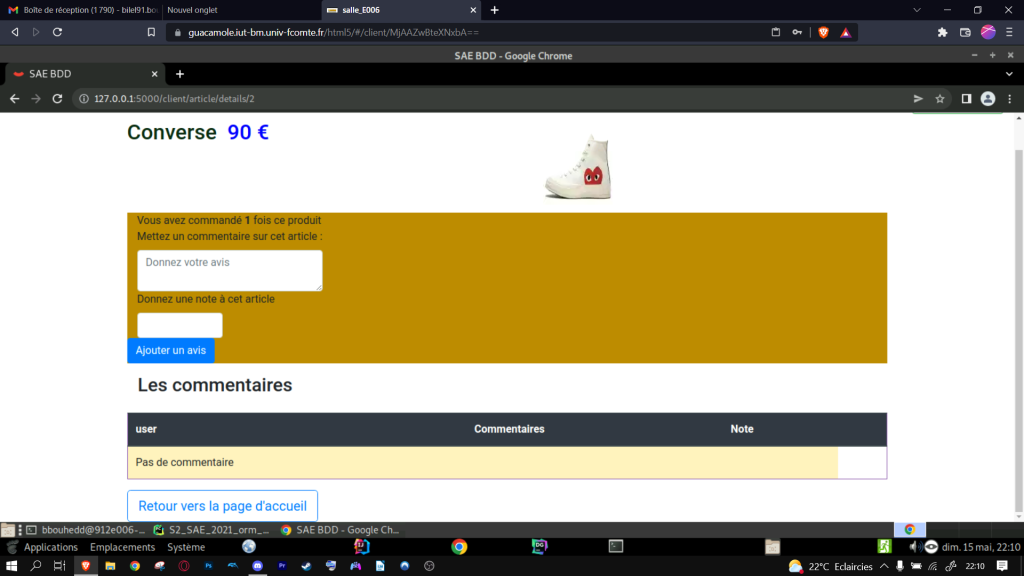 Boîte de réception (1790) - bilel91.bo
Nouvel onglet
salle_E006
guacamole.iut-bm.univ-fcomte.fr/html5/#/client/MjAAZwBteXNxbA==
SAE BDD - Google Chrome
SAE BDD
127.0.0.1:5000/client/article/details/2
Converse 90 €
Vous avez commandé 1 fois ce produit
Mettez un commentaire sur cet article :
Donnez votre avis
Donnez une note à cet article
Ajouter un avis
Les commentaires
user Commentaires Note
Pas de commentaire
Retour vers la page d'accueil
bbouhedd@912e006-... S2_SAE_2021_orm_... SAE BDD - Google Ch...
Applications Emplacements Système dim. 15 mai, 22:10
22°C Eclaircies 22:10